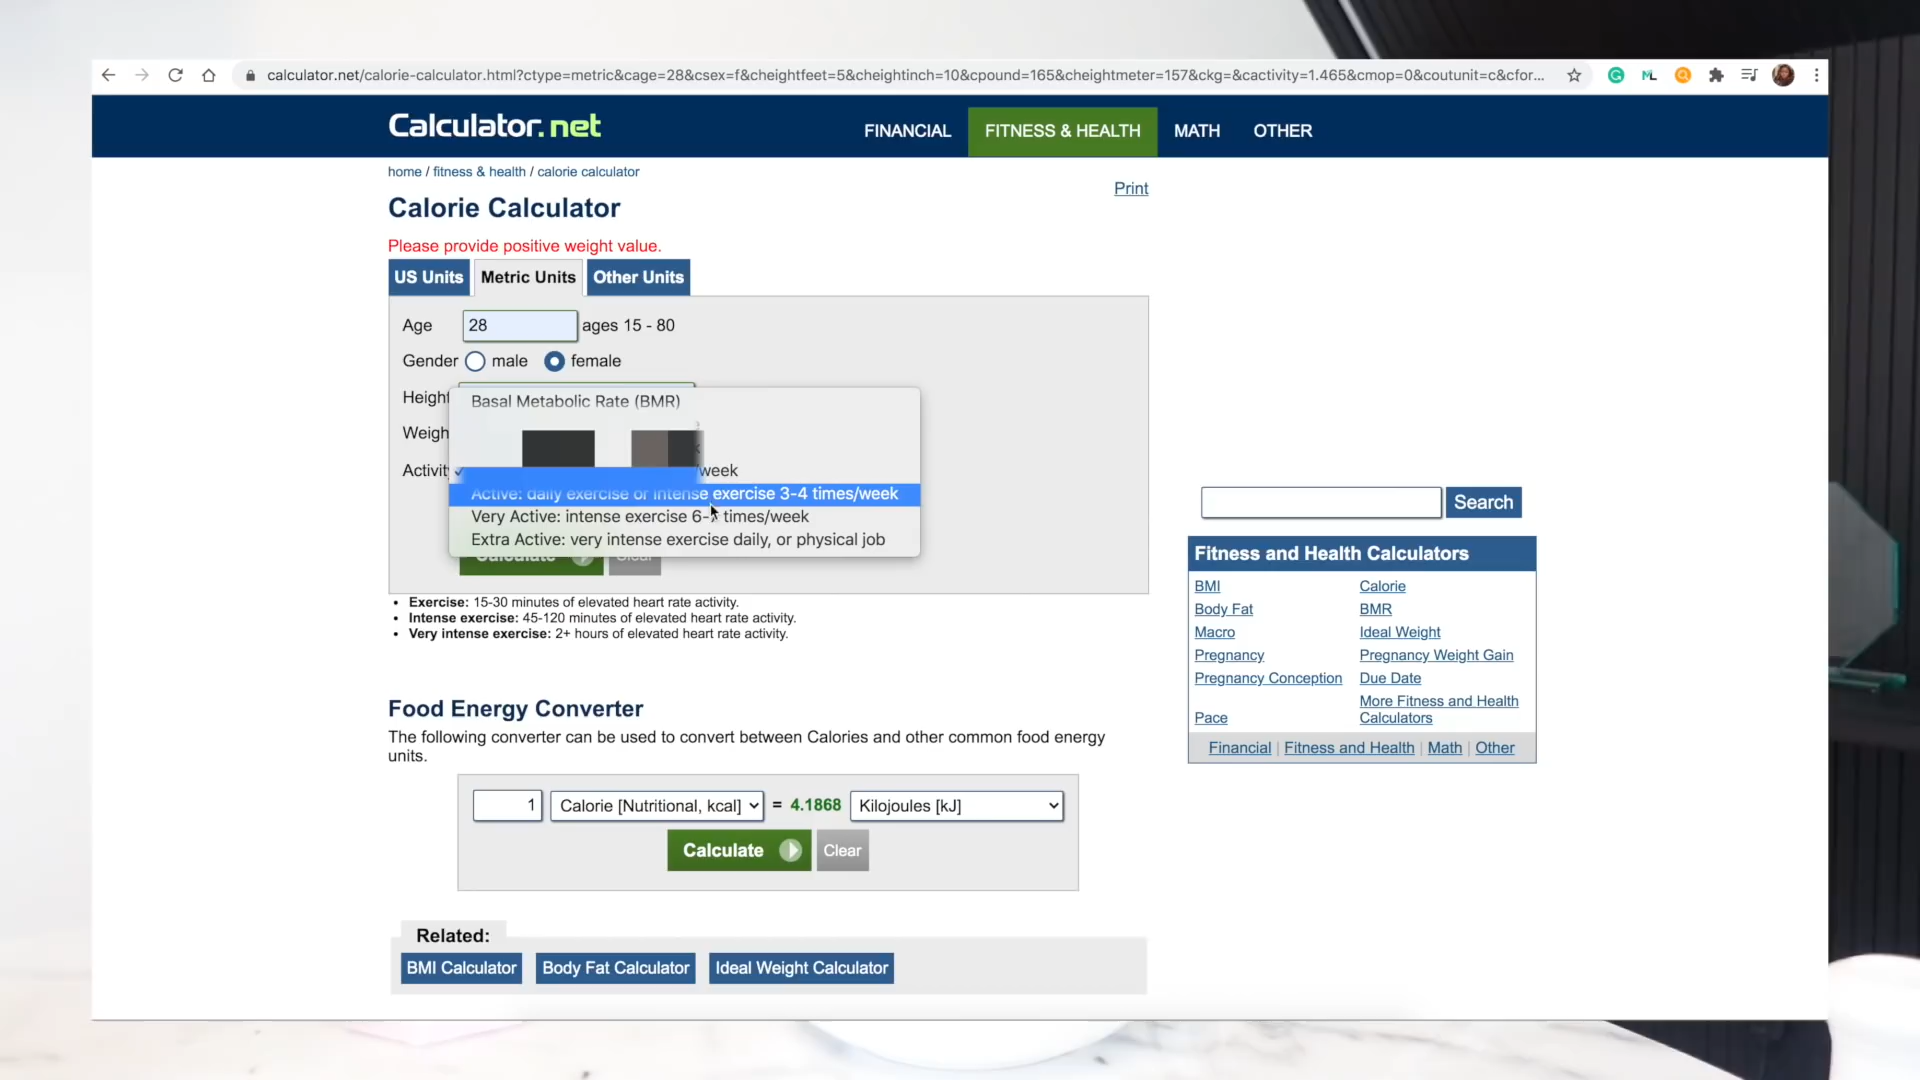 calculator.net/calorie-calculator.html?ctype=metric&cage=28&csex=f&cheightfeet=5&cheightinch=10&cpound=165&cheightmeter=157&ckg=&cactivity=1.465&cmop=0&coutunit=c&cfor...
Calculator.net
FINANCIAL FITNESS & HEALTH MATH OTHER
home / fitness & health / calorie calculator
Print
Calorie Calculator
Please provide positive weight value.
US Units Metric Units Other Units
Age 28 ages 15 - 80
Gender male female
Height
Basal Metabolic Rate (BMR)
Weigh
Activit /week
Active: daily exercise or intense exercise 3-4 times/week
Very Active: intense exercise 6-7 times/week
Extra Active: very intense exercise daily, or physical job
Calculate Clear
Exercise: 15-30 minutes of elevated heart rate activity.
Intense exercise: 45-120 minutes of elevated heart rate activity.
Very intense exercise: 2+ hours of elevated heart rate activity.
Search
Fitness and Health Calculators
BMI Calorie
Body Fat BMR
Macro Ideal Weight
Pregnancy Pregnancy Weight Gain
Pregnancy Conception Due Date
Pace More Fitness and Health
Calculators
Financial | Fitness and Health | Math | Other
Food Energy Converter
The following converter can be used to convert between Calories and other common food energy
units.
1 Calorie [Nutritional, kcal] = 4.1868 Kilojoules [kJ]
Calculate Clear
Related:
BMI Calculator Body Fat Calculator Ideal Weight Calculator